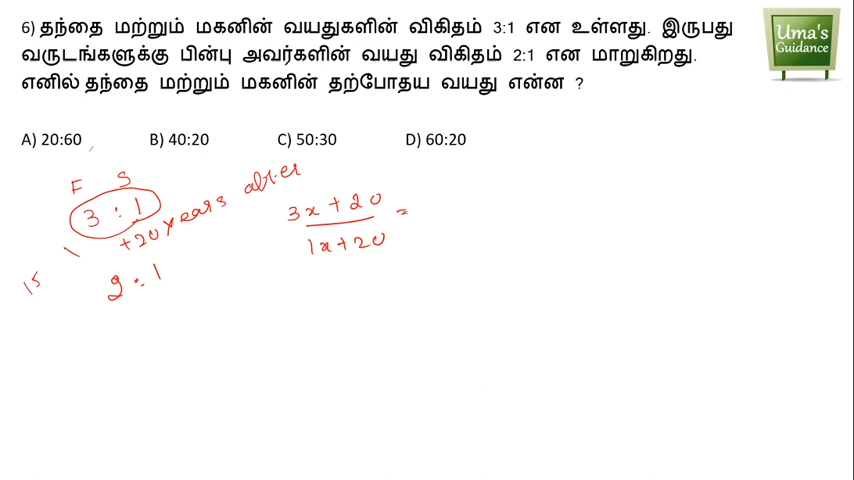 6) தந்தை மற்றும் மகனின் வயதுகளின் விகிதம் 3:1 என உள்ளது. இருபது
வருடங்களுக்கு பின்பு அவர்களின் வயது விகிதம் 2:1 என மாறுகிறது.
எனில் தந்தை மற்றும் மகனின் தற்போதய வயது என்ன ?
Uma's
Guidance
A) 20:60 B) 40:20 C) 50:30 D) 60:20
F S
3 : 1
+20 years after
2 : 1
15
3x + 20 =
1x + 20